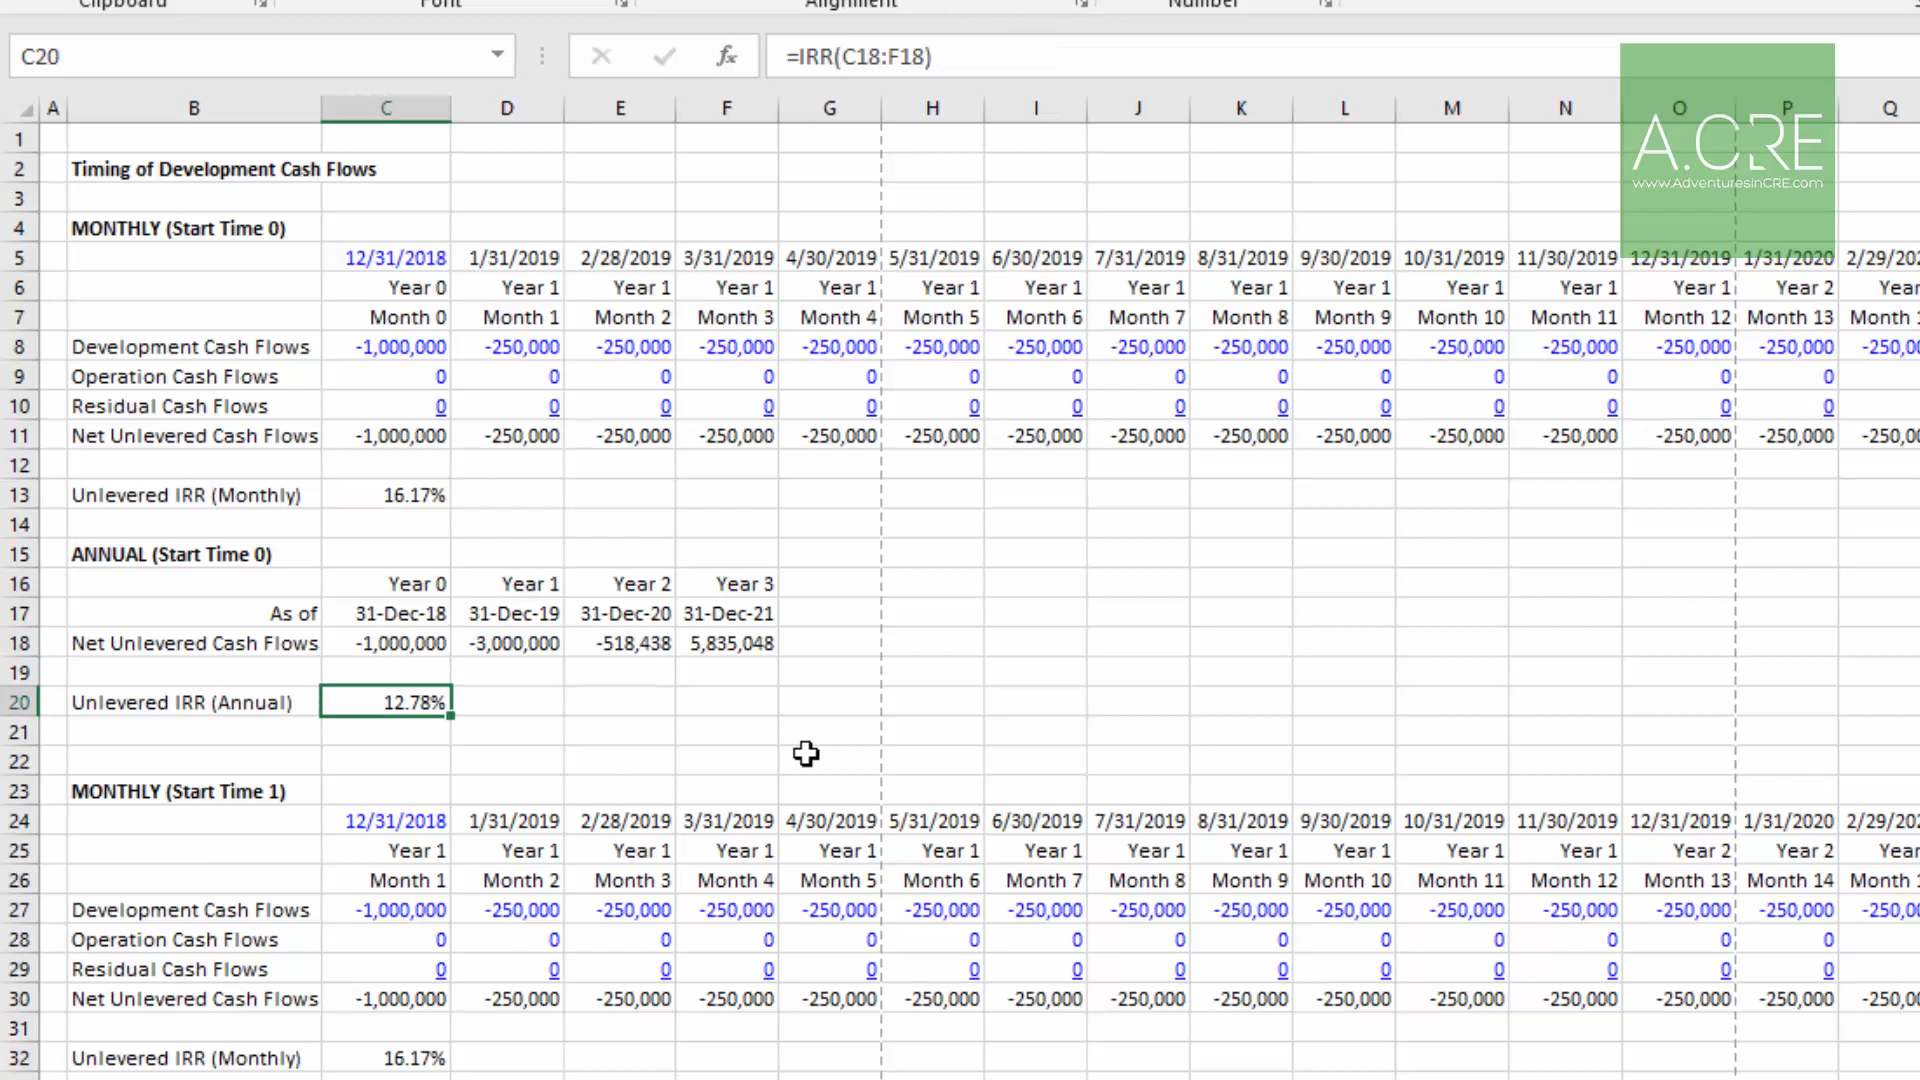 Clipboard Font Alignment Number
C20 fx =IRR(C18:F18)
A B C D E F G H I J K L M N O P Q
A.CRE
www.AdventuresinCRE.com
1
2 Timing of Development Cash Flows
3
4 MONTHLY (Start Time 0)
5 12/31/2018 1/31/2019 2/28/2019 3/31/2019 4/30/2019 5/31/2019 6/30/2019 7/31/2019 8/31/2019 9/30/2019 10/31/2019 11/30/2019 12/31/2019 1/31/2020 2/29/202
6 Year 0 Year 1 Year 1 Year 1 Year 1 Year 1 Year 1 Year 1 Year 1 Year 1 Year 1 Year 1 Year 1 Year 2 Year
7 Month 0 Month 1 Month 2 Month 3 Month 4 Month 5 Month 6 Month 7 Month 8 Month 9 Month 10 Month 11 Month 12 Month 13 Month 1
8 Development Cash Flows -1,000,000 -250,000 -250,000 -250,000 -250,000 -250,000 -250,000 -250,000 -250,000 -250,000 -250,000 -250,000 -250,000 -250,000 -250,00
9 Operation Cash Flows 0 0 0 0 0 0 0 0 0 0 0 0 0 0
10 Residual Cash Flows 0 0 0 0 0 0 0 0 0 0 0 0 0 0
11 Net Unlevered Cash Flows -1,000,000 -250,000 -250,000 -250,000 -250,000 -250,000 -250,000 -250,000 -250,000 -250,000 -250,000 -250,000 -250,000 -250,000 -250,00
12
13 Unlevered IRR (Monthly) 16.17%
14
15 ANNUAL (Start Time 0)
16 Year 0 Year 1 Year 2 Year 3
17 As of 31-Dec-18 31-Dec-19 31-Dec-20 31-Dec-21
18 Net Unlevered Cash Flows -1,000,000 -3,000,000 -518,438 5,835,048
19
20 Unlevered IRR (Annual) 12.78%
21
22
23 MONTHLY (Start Time 1)
24 12/31/2018 1/31/2019 2/28/2019 3/31/2019 4/30/2019 5/31/2019 6/30/2019 7/31/2019 8/31/2019 9/30/2019 10/31/2019 11/30/2019 12/31/2019 1/31/2020 2/29/202
25 Year 1 Year 1 Year 1 Year 1 Year 1 Year 1 Year 1 Year 1 Year 1 Year 1 Year 1 Year 1 Year 2 Year 2 Year
26 Month 1 Month 2 Month 3 Month 4 Month 5 Month 6 Month 7 Month 8 Month 9 Month 10 Month 11 Month 12 Month 13 Month 14 Month 1
27 Development Cash Flows -1,000,000 -250,000 -250,000 -250,000 -250,000 -250,000 -250,000 -250,000 -250,000 -250,000 -250,000 -250,000 -250,000 -250,000 -250,00
28 Operation Cash Flows 0 0 0 0 0 0 0 0 0 0 0 0 0 0
29 Residual Cash Flows 0 0 0 0 0 0 0 0 0 0 0 0 0 0
30 Net Unlevered Cash Flows -1,000,000 -250,000 -250,000 -250,000 -250,000 -250,000 -250,000 -250,000 -250,000 -250,000 -250,000 -250,000 -250,000 -250,000 -250,00
31
32 Unlevered IRR (Monthly) 16.17%